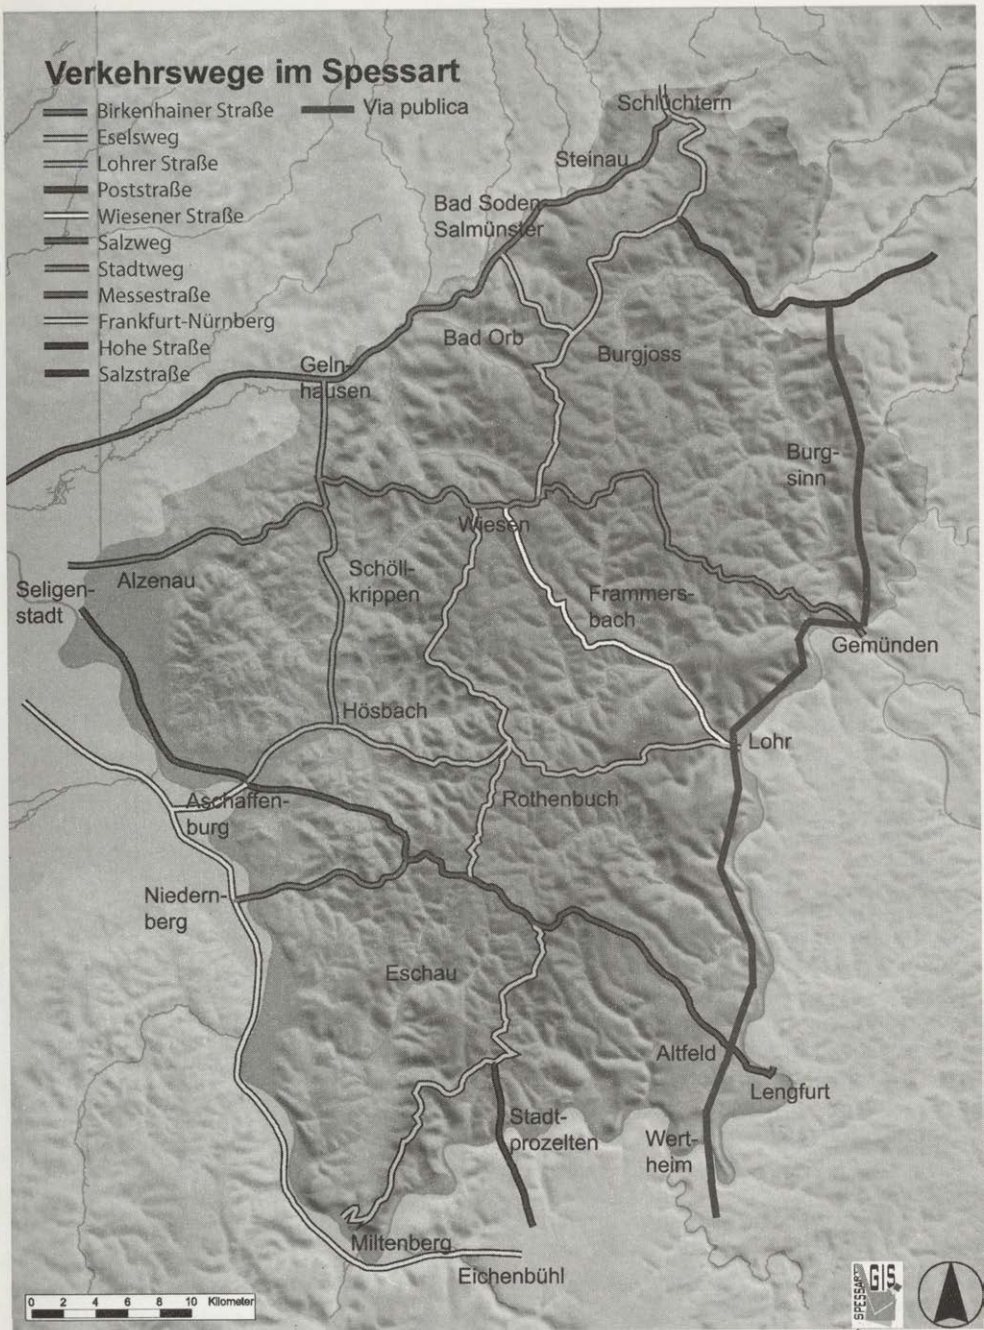 Verkehrswege im Spessart
Birkenhainer Straße
Via publica
Eselsweg
Lohrer Straße
Poststraße
Wiesener Straße
Salzweg
Stadtweg
Messestraße
Frankfurt-Nürnberg
Hohe Straße
Salzstraße
Schlüchtern
Steinau
Bad Soden-
Salmünster
Bad Orb
Burgjoss
Geln-
hausen
Burg-
sinn
Wiesen
Alzenau
Schöll-
krippen
Seligen-
stadt
Frammers-
bach
Gemünden
Hösbach
Lohr
Aschaffen-
burg
Rothenbuch
Niedern-
berg
Eschau
Altfeld
Lengfurt
Stadt-
prozelten
Wert-
heim
Miltenberg
Eichenbühl
0 2 4 6 8 10 Kilometer
SPESSART
GIS